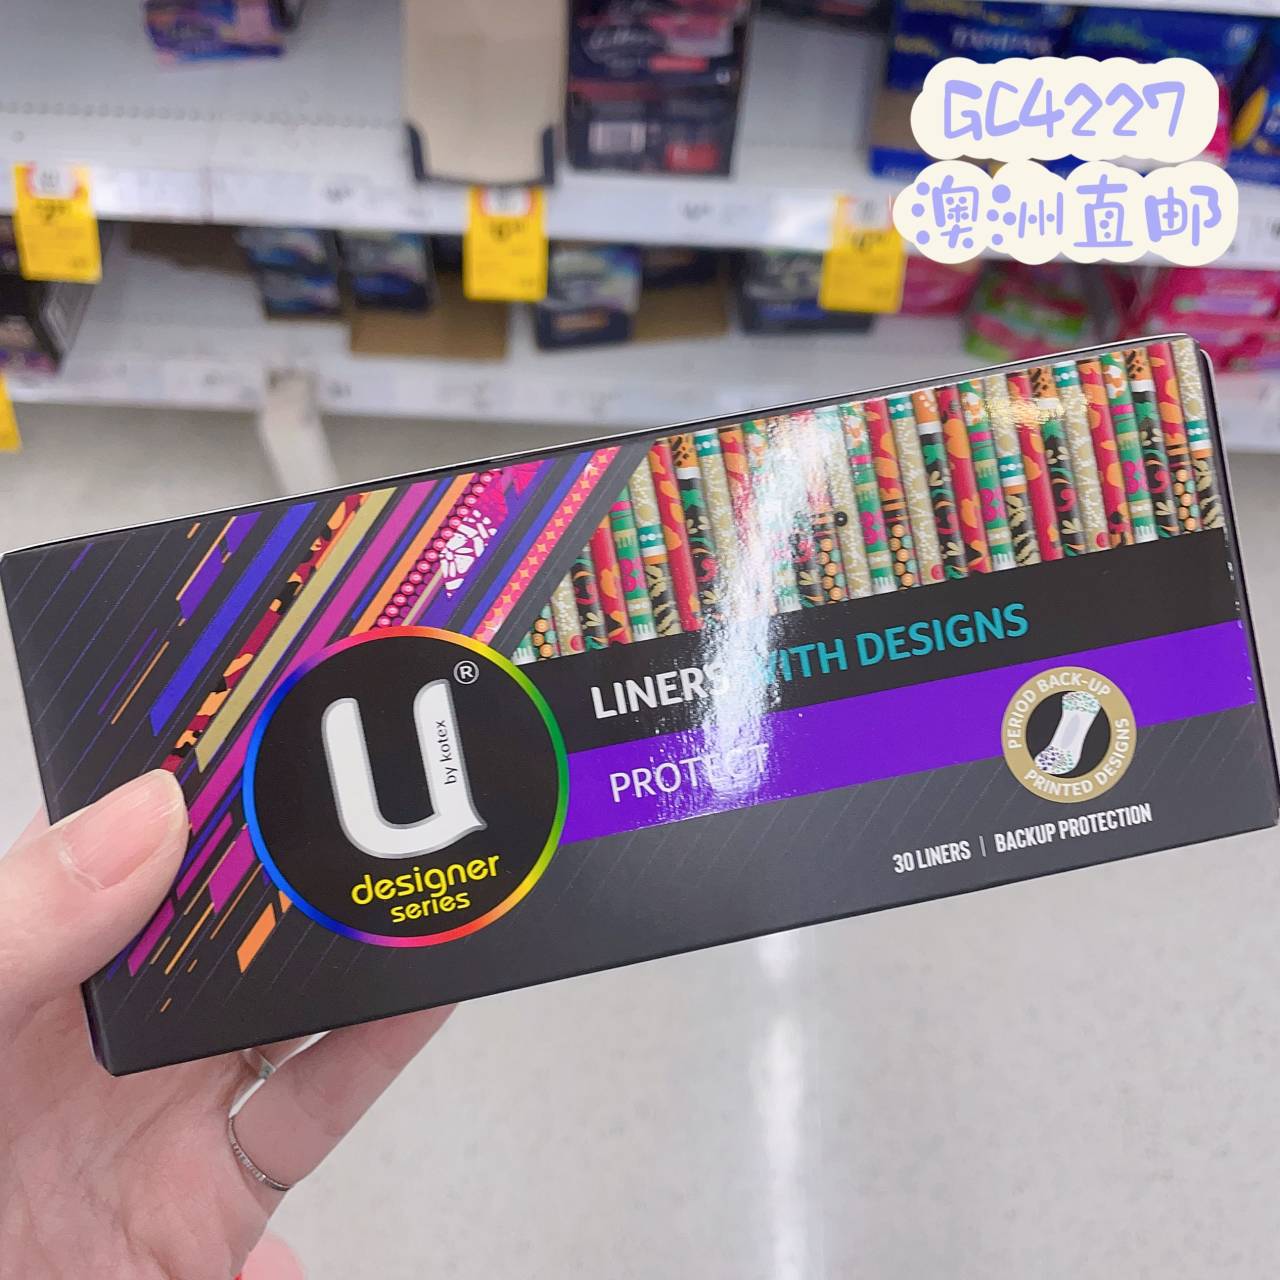 GC4227
澳洲直邮
TAMPAX
LINERS WITH DESIGNS
PROTECT
PERIOD BACK-UP
PRINTED DESIGNS
30 LINERS | BACKUP PROTECTION
U®
by kotex
designer
series